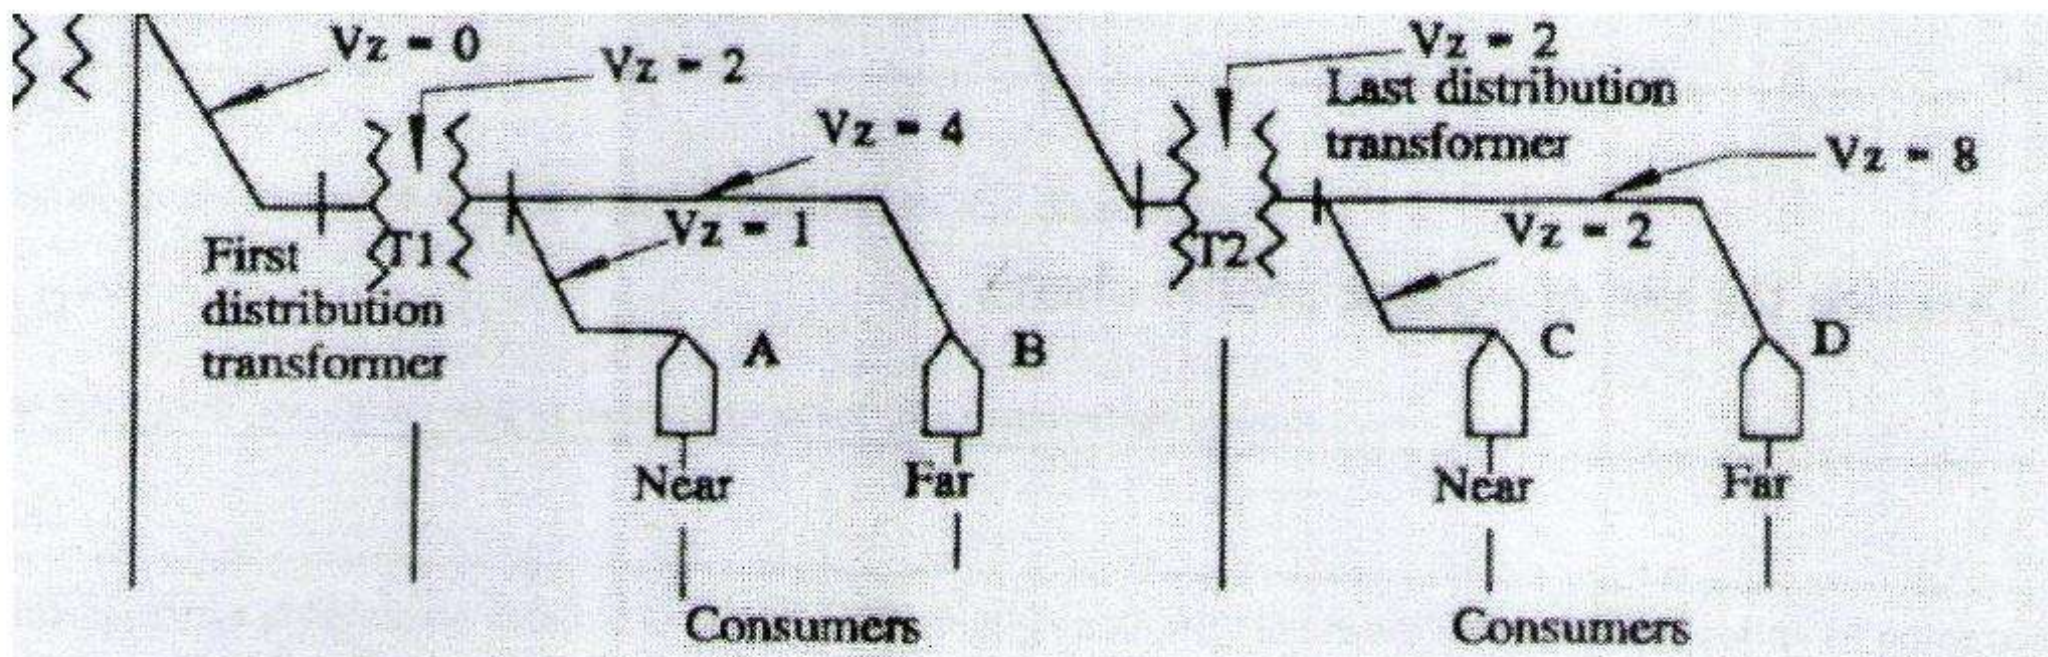 Vz = 0
Vz = 2
Vz = 4
Vz = 1
First
distribution
transformer
T1
A
B
Near
Far
Consumers
Vz = 2
Last distribution
transformer
Vz = 8
Vz = 2
T2
C
D
Near
Far
Consumers